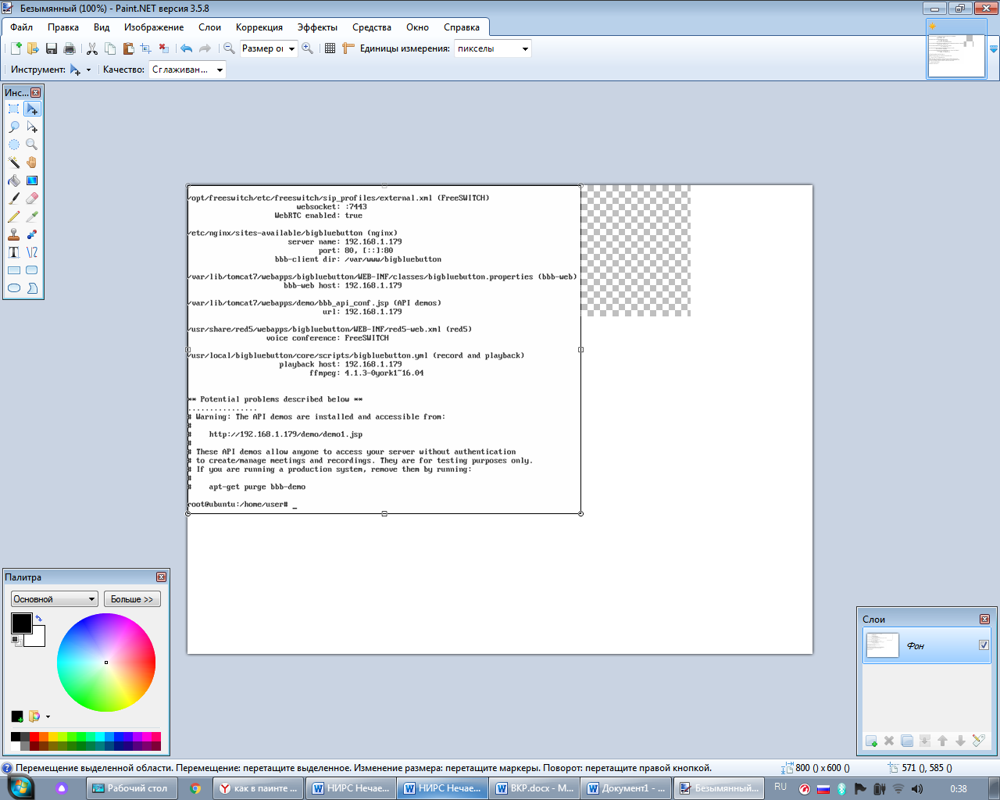 Безымянный (100%) - Paint.NET версия 3.5.8
Файл Правка Вид Изображение Слои Коррекция Эффекты Средства Окно Справка
Размер ог Единицы измерения: пикселы
Инструмент: Качество: Сглаживан...
Инс...
/opt/freeswitch/etc/freeswitch/sip_profiles/external.xml (FreeSWITCH)
websocket: :7443
WebRTC enabled: true
/etc/nginx/sites-available/bigbluebutton (nginx)
server name: 192.168.1.179
port: 80, [::]:80
bbb-client dir: /var/www/bigbluebutton
/var/lib/tomcat7/webapps/bigbluebutton/WEB-INF/classes/bigbluebutton.properties (bbb-web)
bbb-web host: 192.168.1.179
/var/lib/tomcat7/webapps/demo/bbb_api_conf.jsp (API demos)
url: 192.168.1.179
/usr/share/red5/webapps/bigbluebutton/WEB-INF/red5-web.xml (red5)
voice conference: FreeSWITCH
/usr/local/bigbluebutton/core/scripts/bigbluebutton.yml (record and playback)
playback host: 192.168.1.179
ffmpeg: 4.1.3-0york1~16.04
** Potential problems described below **
................
# Warning: The API demos are installed and accessible from:
#
# http://192.168.1.179/demo/demo1.jsp
#
# These API demos allow anyone to access your server without authentication
# to create/manage meetings and recordings. They are for testing purposes only.
# If you are running a production system, remove them by running:
#
# apt-get purge bbb-demo
root@ubuntu:/home/user# _
Палитра
Основной Больше >>
Слои
Фон
Перемещение выделенной области. Перемещение: перетащите выделенное. Изменение размера: перетащите маркеры. Поворот: перетащите правой кнопкой. 800 () x 600 () 571 (), 585 ()
Рабочий стол как в паинте ... НИРС Нечае... НИРС Нечае... ВКР.docx - M... Документ1 - ... Безымянный... RU 0:38